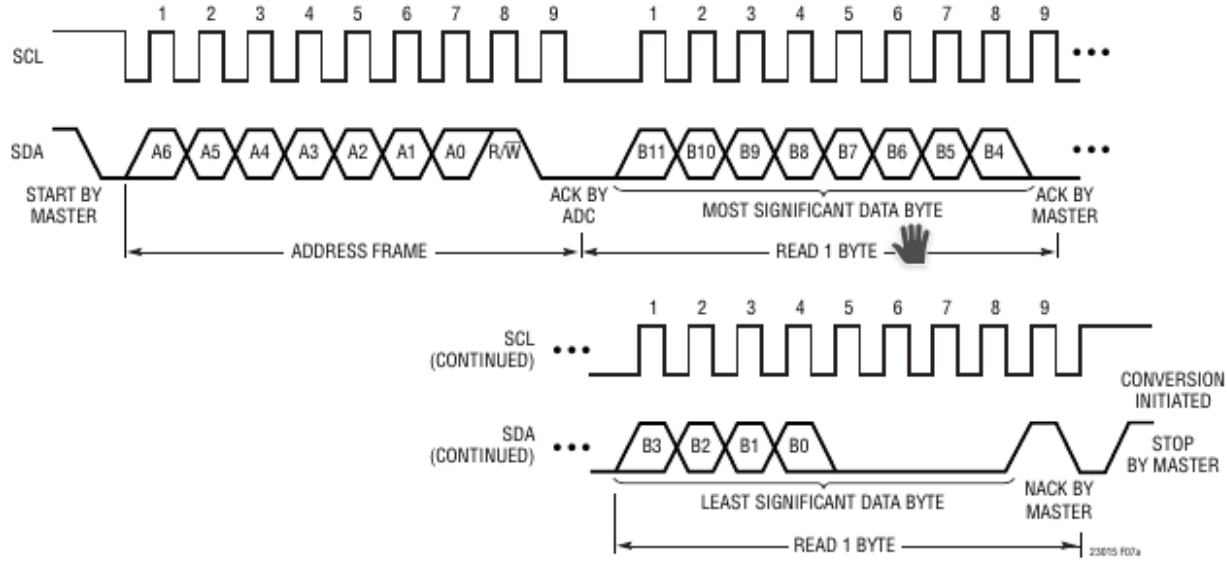 1 2 3 4 5 6 7 8 9 1 2 3 4 5 6 7 8 9
SCL •••
SDA A6 A5 A4 A3 A2 A1 A0 R/W̅ B11 B10 B9 B8 B7 B6 B5 B4 •••
START BY MASTER
ACK BY ADC
MOST SIGNIFICANT DATA BYTE
ACK BY MASTER
ADDRESS FRAME
READ 1 BYTE
1 2 3 4 5 6 7 8 9
SCL (CONTINUED) •••
CONVERSION INITIATED
SDA (CONTINUED) ••• B3 B2 B1 B0
STOP BY MASTER
LEAST SIGNIFICANT DATA BYTE
NACK BY MASTER
READ 1 BYTE
23015 F07a